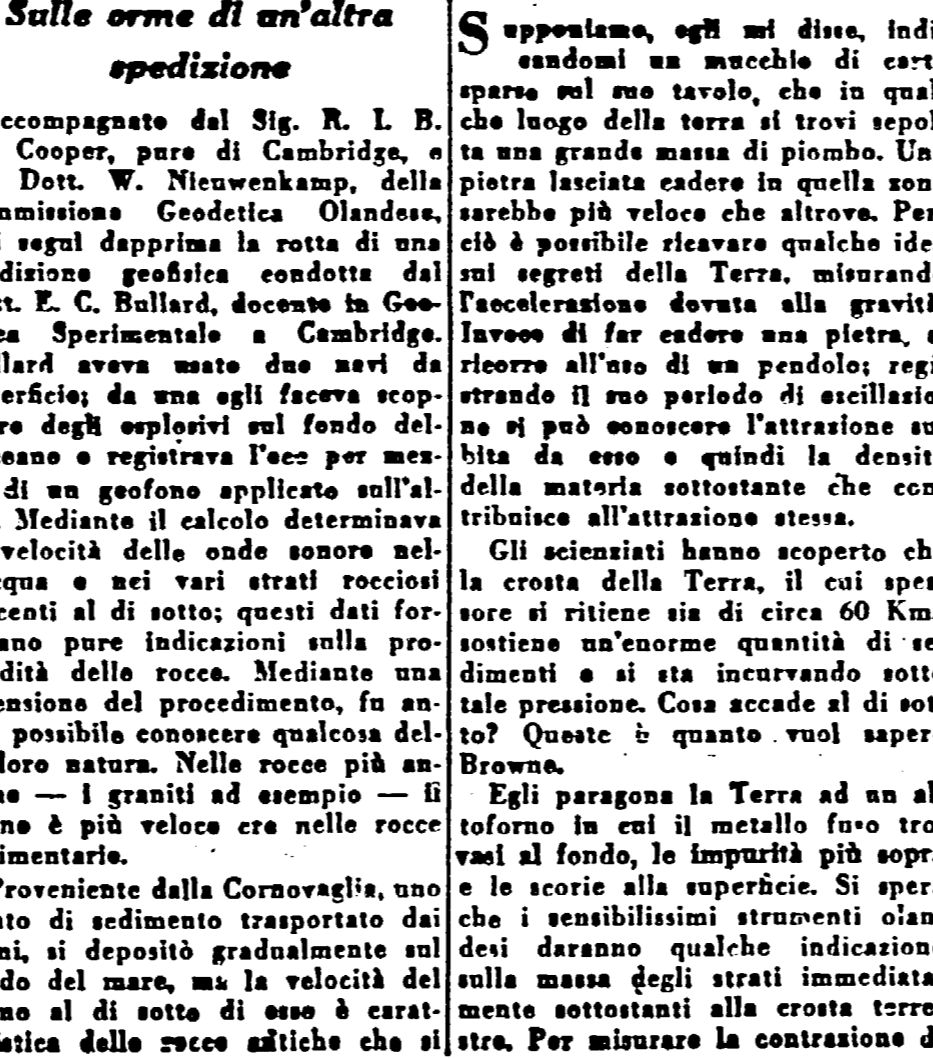 Sulle orme di un'altra
spedizione
ccompagnato dal Sig. R. I. B.
Cooper, pure di Cambridge, e
Dott. W. Nieuwenkamp, della
mmissione Geodetica Olandese,
i seguì dapprima la rotta di una
dizione geofisica condotta dal
tt. E. C. Bullard, docente in Geo-
ca Sperimentale a Cambridge.
llard aveva usato due navi da
erficie; da una egli faceva scop-
re degli esplosivi sul fondo del-
eano e registrava l'eco per mez-
di un geofono applicato sull'al-
. Mediante il calcolo determinava
velocità delle onde sonore nel-
cqua e nei vari strati rocciosi
centi al di sotto; questi dati for-
ano pure indicazioni sulla pro-
dità delle rocce. Mediante una
ensione del procedimento, fu an-
possibile conoscere qualcosa del-
loro natura. Nelle rocce più an-
he — i graniti ad esempio — il
no è più veloce cre nelle rocce
imentarie.
Proveniente dalla Cornovaglia, uno
ato di sedimento trasportato dai
ni, si depositò gradualmente sul
do del mare, ma la velocità del
no al di sotto di esso è carat-
istica delle rocce antiche che si
Supponiamo, egli mi disse, indi
candomi un mucchio di cart
sparse sul suo tavolo, che in qual
che luogo della terra si trovi sepol
ta una grande massa di piombo. Un
pietra lasciata cadere in quella zon
sarebbe più veloce che altrove. Per
ciò è possibile ricavare qualche ide
sui segreti della Terra, misurand
l'accelerazione dovuta alla gravità
Invece di far cadere una pietra, s
ricorre all'uso di un pendolo; regi
strando il suo periodo di oscillazio
ne si può conoscere l'attrazione su
bita da esso e quindi la densit
della materia sottostante che con
tribuisce all'attrazione stessa.
Gli scienziati hanno scoperto ch
la crosta della Terra, il cui spes
sore si ritiene sia di circa 60 Km.
sostiene un'enorme quantità di se
dimenti e si sta incurvando sotto
tale pressione. Cosa accade al di sot
to? Queste è quanto vuol saper
Browne.
Egli paragona la Terra ad un al
toforno in cui il metallo fuso tro
vasi al fondo, le impurità più sopra
e le scorie alla superficie. Si spera
che i sensibilissimi strumenti olan
desi daranno qualche indicazione
sulla massa degli strati immediata
mente sottostanti alla crosta terre
stre. Per misurare la contrazione d